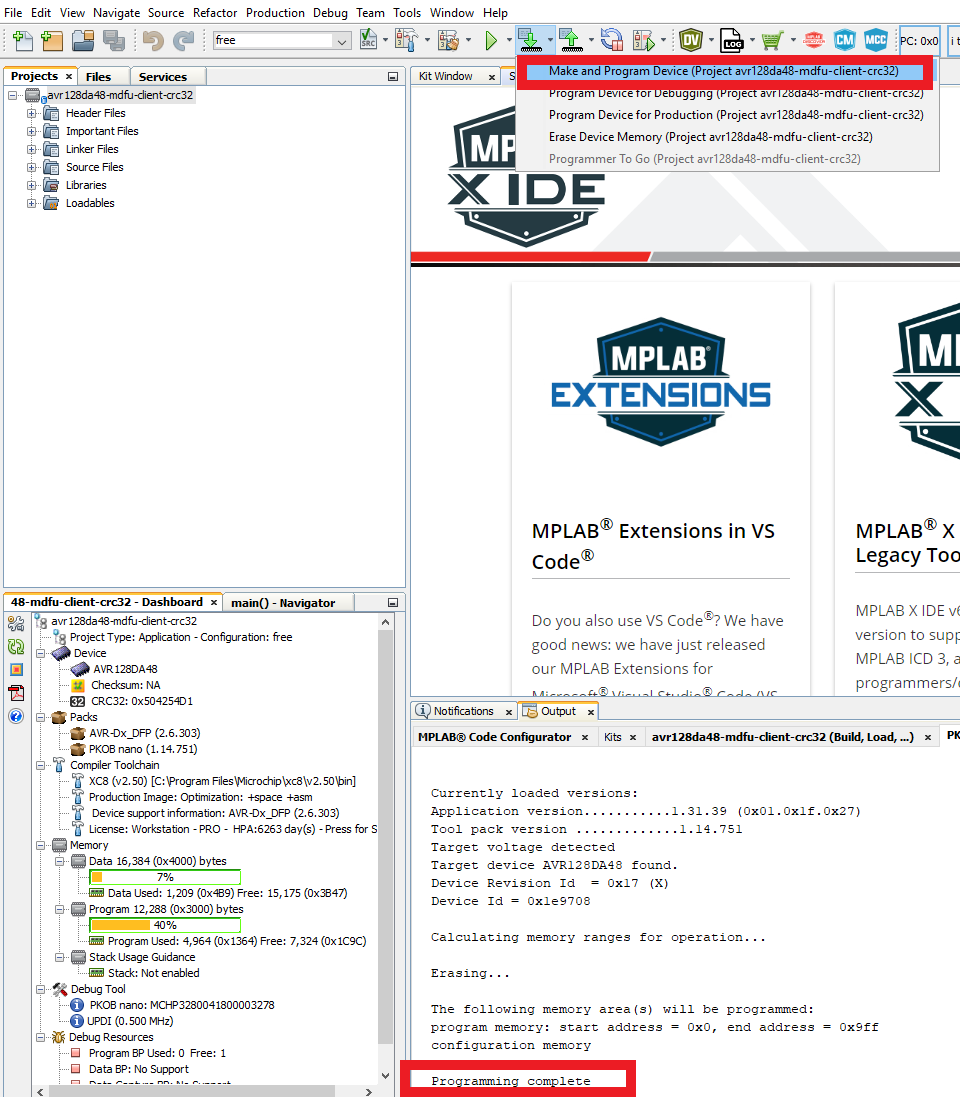 File Edit View Navigate Source Refactor Production Debug Team Tools Window Help
free
SRC
DV
LOG
CM
MCC
PC: 0x0
i t
Make and Program Device (Project avr128da48-mdfu-client-crc32)
Program Device for Debugging (Project avr128da48-mdfu-client-crc32)
Program Device for Production (Project avr128da48-mdfu-client-crc32)
Erase Device Memory (Project avr128da48-mdfu-client-crc32)
Programmer To Go (Project avr128da48-mdfu-client-crc32)
Projects × Files Services
avr128da48-mdfu-client-crc32
Header Files
Important Files
Linker Files
Source Files
Libraries
Loadables
Kit Window × S
MP
X IDE
MPLAB®
EXTENSIONS
M
X
MPLAB® Extensions in VS
Code®
Do you also use VS Code®? We have
good news: we have just released
our MPLAB Extensions for
Microsoft® Visual Studio® Code (VS
MPLAB® X
Legacy Too
MPLAB X IDE v6
version to supp
MPLAB ICD 3, a
programmers/
48-mdfu-client-crc32 - Dashboard × main() - Navigator
avr128da48-mdfu-client-crc32
Project Type: Application - Configuration: free
Device
AVR128DA48
Checksum: NA
32 CRC32: 0x504254D1
Packs
AVR-Dx_DFP (2.6.303)
PKOB nano (1.14.751)
Compiler Toolchain
XC8 (v2.50) [C:\Program Files\Microchip\xc8\v2.50\bin]
Production Image: Optimization: +space +asm
Device support information: AVR-Dx_DFP (2.6.303)
License: Workstation - PRO - HPA:6263 day(s) - Press for S
Memory
Data 16,384 (0x4000) bytes
7%
Data Used: 1,209 (0x4B9) Free: 15,175 (0x3B47)
Program 12,288 (0x3000) bytes
40%
Program Used: 4,964 (0x1364) Free: 7,324 (0x1C9C)
Stack Usage Guidance
Stack: Not enabled
Debug Tool
PKOB nano: MCHP3280041800003278
UPDI (0.500 MHz)
Debug Resources
Program BP Used: 0 Free: 1
Data BP: No Support
Data Capture BP: No Support
Notifications × Output ×
MPLAB® Code Configurator × Kits × avr128da48-mdfu-client-crc32 (Build, Load, ...) × PK
Currently loaded versions:
Application version...........1.31.39 (0x01.0x1f.0x27)
Tool pack version .............1.14.751
Target voltage detected
Target device AVR128DA48 found.
Device Revision Id  = 0x17 (X)
Device Id = 0x1e9708
Calculating memory ranges for operation...
Erasing...
The following memory area(s) will be programmed:
program memory: start address = 0x0, end address = 0x9ff
configuration memory
Programming complete